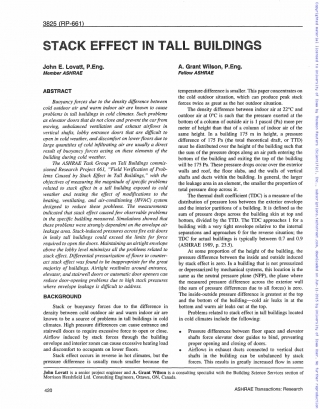 3825 (RP-661)
STACK EFFECT IN TALL BUILDINGS
John E. Lovatt, P.Eng.
Member ASHRAE
A. Grant Wilson, P.Eng.
Fellow ASHRAE
ABSTRACT
Buoyancy forces due to the density difference between
cold outdoor air and warm indoor air are known to cause
problems in tall buildings in cold climates. Such problems
as elevator doors that do not close and prevent the car from
moving, unbalanced ventilation and exhaust airflows in
vertical shafts, lobby entrance doors that are difficult to
open in cold weather, and discomfort on lower floors due to
large quantities of cold infiltrating air are usually a direct
result of buoyancy forces acting on these elements of the
building during cold weather.
The ASHRAE Task Group on Tall Buildings commis-
sioned Research Project 661, "Field Verification of Prob-
lems Caused by Stack Effect in Tall Buildings," with the
objectives of measuring the magnitude of specific problems
related to stack effect in a tall building exposed to cold
weather and testing the effect of modifications to the
heating, ventilating, and air-conditioning (HVAC) system
designed to reduce these problems. The measurements
indicated that stack effect caused few observable problems
in the specific building measured. Simulations showed that
these problems were strongly dependent on the envelope air
leakage area. Stack-induced pressures across fire exit doors
in leaky tall buildings could exceed the limits for force
required to open the doors. Maintaining an airtight envelope
above the lobby level minimizes all the problems related to
stack effect. Differential pressurization of floors to counter-
act stack effect was found to be inappropriate for the great
majority of buildings. Airtight vestibules around entrance,
elevator, and stairwell doors or automatic door openers can
reduce door-opening problems due to high stack pressures
where envelope leakage is difficult to address.
BACKGROUND
Stack or buoyancy forces due to the difference in
density between cold outdoor air and warm indoor air are
known to be a source of problems in tall buildings in cold
climates. High pressure differences can cause entrance and
stairwell doors to require excessive force to open or close.
Airflow induced by such forces through the building
envelope and interior zones can cause excessive heating load
and discomfort to occupants on lower floors.
Stack effect occurs in reverse in hot climates, but the
pressure difference is usually much smaller because the
temperature difference is smaller. This paper concentrates on
the cold outdoor situation, which can produce peak stack
forces twice as great as the hot outdoor situation.
The density difference between indoor air at 22°C and
outdoor air at 0°C is such that the pressure exerted at the
bottom of a column of outside air is 1 pascal (Pa) more per
meter of height than that of a column of indoor air of the
same height. In a building 175 m in height, a pressure
difference of 175 Pa (the total theoretical draft, or TTD)
must be distributed over the height of the building such that
the sum of the pressure drops along an air path entering the
bottom of the building and exiting the top of the building
will be 175 Pa. These pressure drops occur over the exterior
walls and roof, the floor slabs, and the walls of vertical
shafts and ducts within the building. In general, the larger
the leakage area in an element, the smaller the proportion of
total pressure drop across it.
The thermal draft coefficient (TDC) is a measure of the
distribution of pressure loss between the exterior envelope
and the interior partitions of a building. It is defined as the
sum of pressure drops across the building skin at top and
bottom, divided by the TTD. The TDC approaches 1 for a
building with a very tight envelope relative to the internal
separations and approaches 0 for the inverse situation; the
TDC for actual buildings is typically between 0.7 and 0.9
(ASHRAE 1989, p. 23.5).
At some proportion of the height of the building, the
pressure difference between the inside and outside induced
by stack effect is zero. In a building that is not pressurized
or depressurized by mechanical systems, this location is the
same as the neutral pressure plane (NPP), the plane where
the measured pressure difference across the exterior wall
(the sum of pressure differences due to all forces) is zero.
The inside-outside pressure difference is greatest at the top
and the bottom of the building—cold air leaks in at the
bottom and warm air leaks out at the top.
Problems related to stack effect in tall buildings located
in cold climates include the following:
• Pressure differences between floor space and elevator
shafts force elevator door guides to bind, preventing
proper opening and closing of doors.
• Airflows in exhaust ducts connected to vertical duct
shafts in the building can be unbalanced by stack
forces. This results in greatly increased flow in some
John Lovatt is a senior project engineer and A. Grant Wilson is a consulting specialist with the Building Science Services section of
Morrison Hershfield Ltd. Consulting Engineers, Ottawa, ON, Canada.
420
ASHRAE Transactions: Research